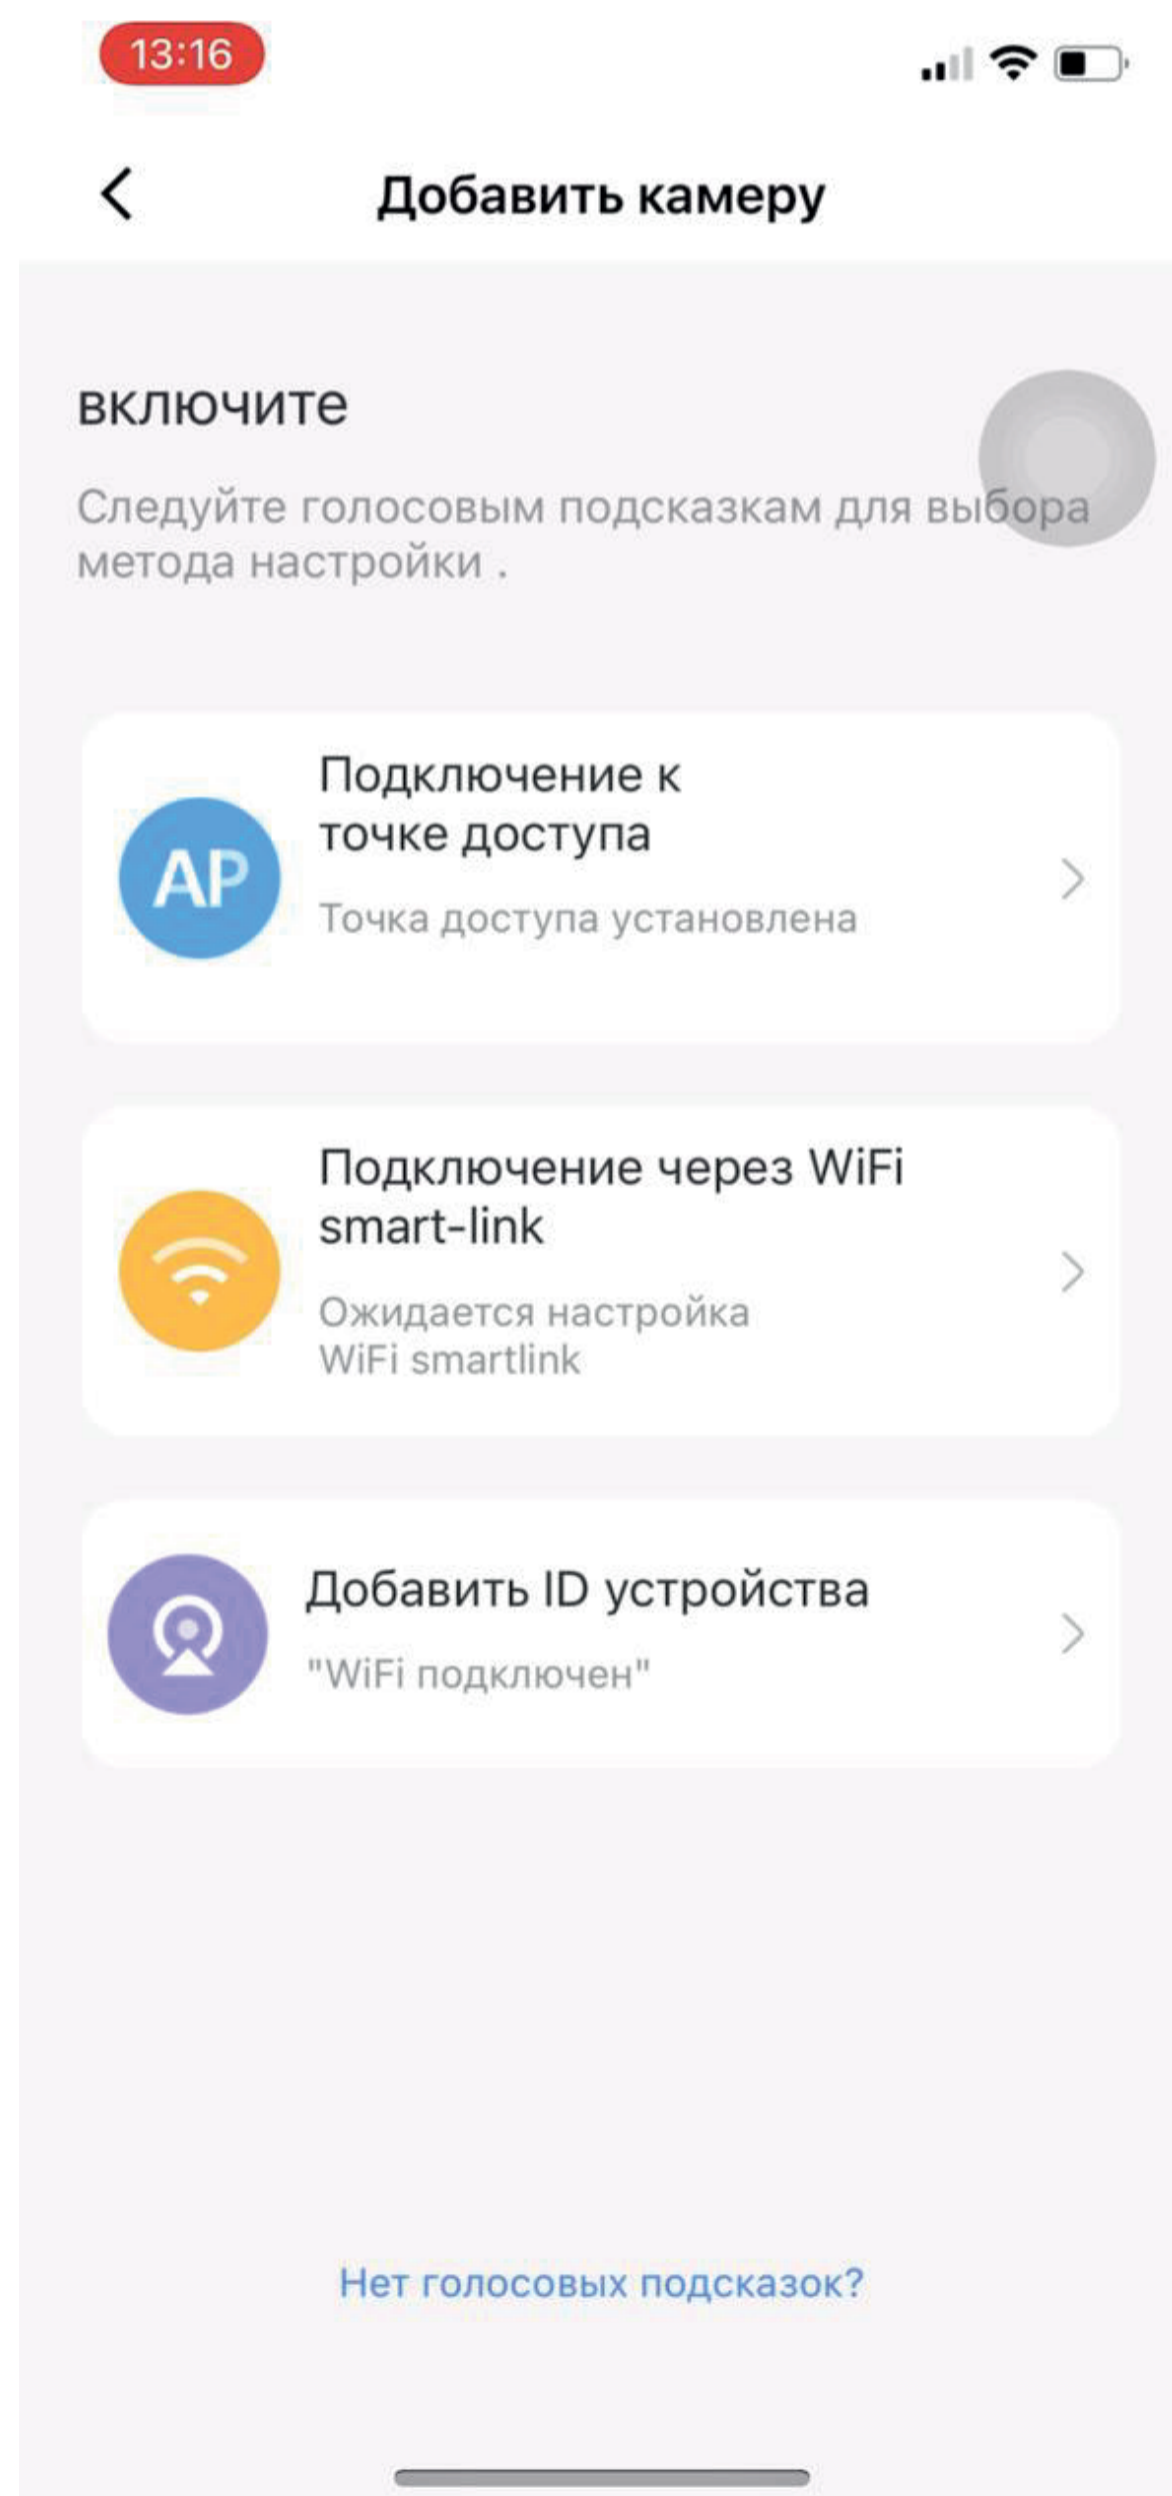 13:16
Добавить камеру
включите
Следуйте голосовым подсказкам для выбора
метода настройки .
AP
Подключение к
точке доступа
Точка доступа установлена
Подключение через WiFi
smart-link
Ожидается настройка
WiFi smartlink
Добавить ID устройства
"WiFi подключен"
Нет голосовых подсказок?